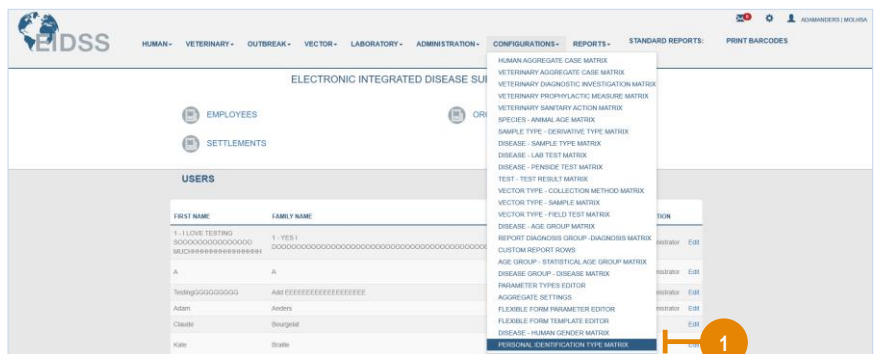 EIDSS
HUMAN VETERINARY OUTBREAK VECTOR LABORATORY ADMINISTRATION CONFIGURATIONS REPORTS STANDARD REPORTS: PRINT BARCODES
ADAMANDERS | MOLHSA
ELECTRONIC INTEGRATED DISEASE SU
EMPLOYEES
SETTLEMENTS
USERS
FIRST NAME FAMILY NAME
A A
Adam Anders
Claude Bourgelat
Kate Braille
HUMAN AGGREGATE CASE MATRIX
VETERINARY AGGREGATE CASE MATRIX
VETERINARY DIAGNOSTIC INVESTIGATION MATRIX
VETERINARY PROPHYLACTIC MEASURE MATRIX
VETERINARY SANITARY ACTION MATRIX
SPECIES - ANIMAL AGE MATRIX
SAMPLE TYPE - DERIVATIVE TYPE MATRIX
DISEASE - SAMPLE TYPE MATRIX
DISEASE - LAB TEST MATRIX
DISEASE - PENSIDE TEST MATRIX
TEST - TEST RESULT MATRIX
VECTOR TYPE - COLLECTION METHOD MATRIX
VECTOR TYPE - SAMPLE MATRIX
VECTOR TYPE - FIELD TEST MATRIX
DISEASE - AGE GROUP MATRIX
REPORT DIAGNOSIS GROUP -DIAGNOSIS MATRIX
CUSTOM REPORT ROWS
AGE GROUP - STATISTICAL AGE GROUP MATRIX
DISEASE GROUP - DISEASE MATRIX
PARAMETER TYPES EDITOR
AGGREGATE SETTINGS
FLEXIBLE FORM PARAMETER EDITOR
FLEXIBLE FORM TEMPLATE EDITOR
DISEASE - HUMAN GENDER MATRIX
PERSONAL IDENTIFICATION TYPE MATRIX
Edit
Edit
Edit
Edit
Edit
1